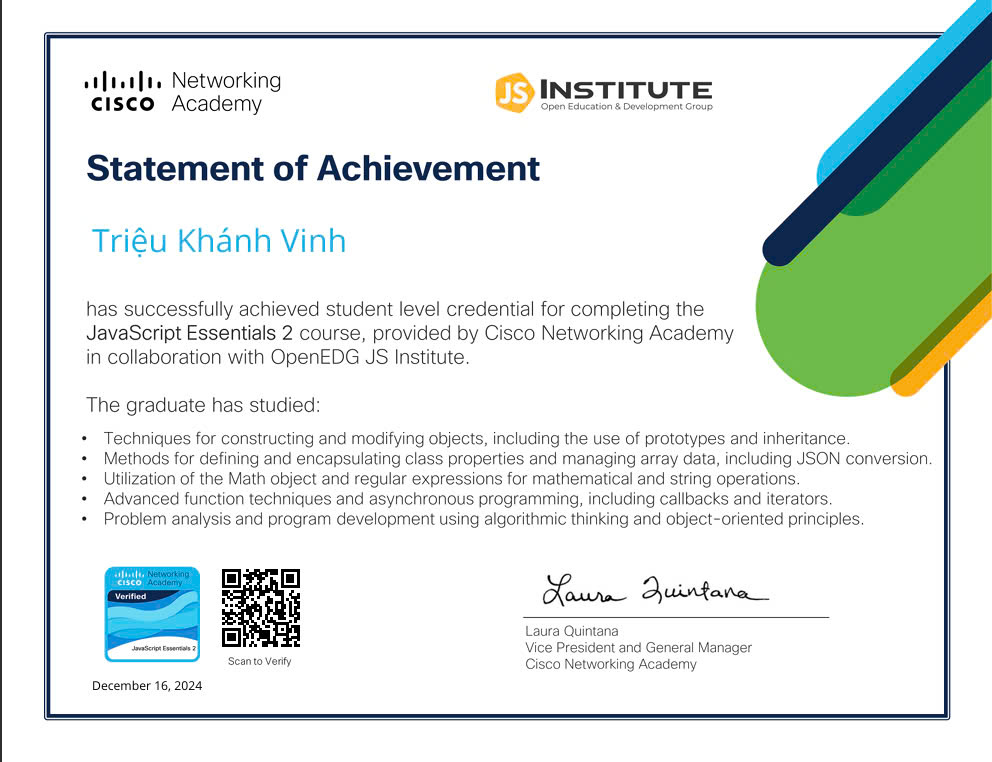 Networking
CISCO Academy
JS INSTITUTE
Open Education & Development Group
Statement of Achievement
Triệu Khánh Vinh
has successfully achieved student level credential for completing the
JavaScript Essentials 2 course, provided by Cisco Networking Academy
in collaboration with OpenEDG JS Institute.
The graduate has studied:
• Techniques for constructing and modifying objects, including the use of prototypes and inheritance.
• Methods for defining and encapsulating class properties and managing array data, including JSON conversion.
• Utilization of the Math object and regular expressions for mathematical and string operations.
• Advanced function techniques and asynchronous programming, including callbacks and iterators.
• Problem analysis and program development using algorithmic thinking and object-oriented principles.
Networking
CISCO Academy
Verified
JavaScript Essentials 2
Scan to Verify
December 16, 2024
Laura Quintana
Laura Quintana
Vice President and General Manager
Cisco Networking Academy